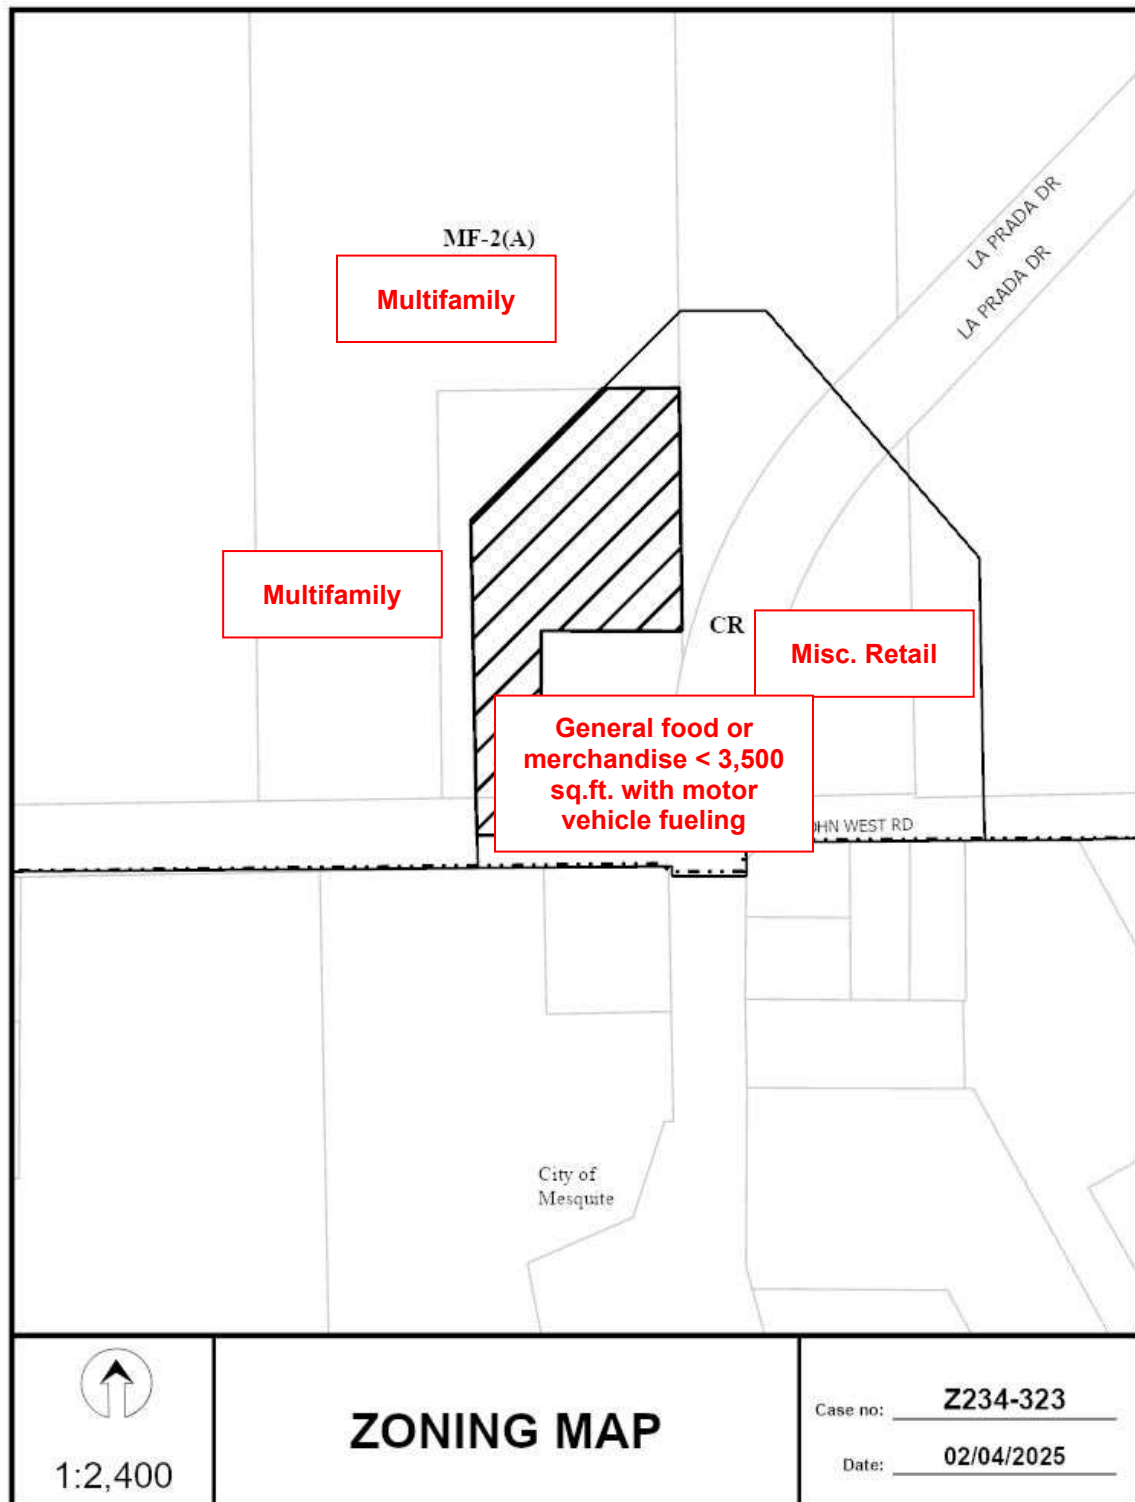 MF-2(A)
Multifamily
LA PRADA DR
LA PRADA DR
Multifamily
CR
Misc. Retail
General food or
merchandise < 3,500
sq.ft. with motor
vehicle fueling
OHN WEST RD
City of
Mesquite
1:2,400
ZONING MAP
Case no: Z234-323
Date: 02/04/2025